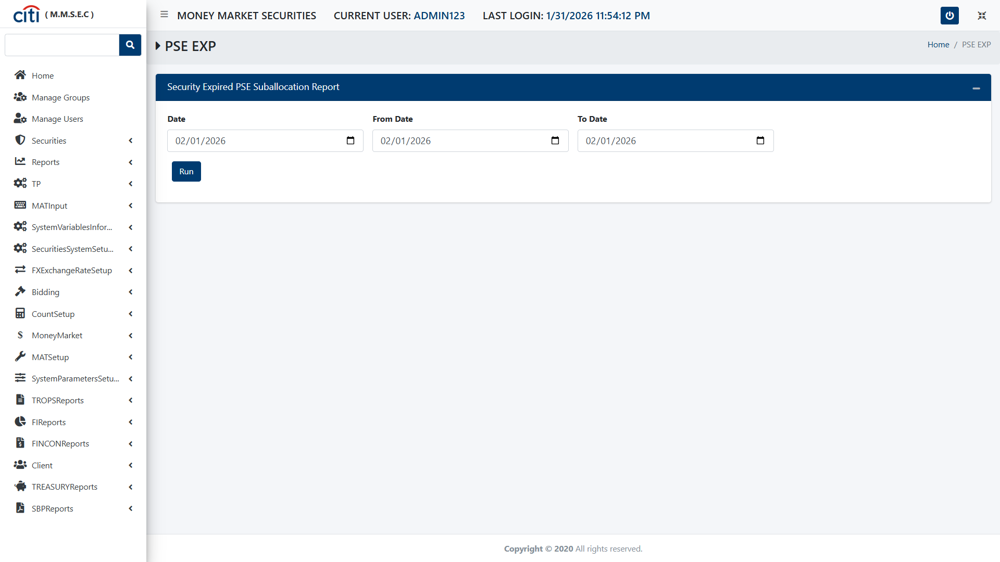 citi ( M.M.S.E.C )
MONEY MARKET SECURITIES CURRENT USER: ADMIN123 LAST LOGIN: 1/31/2026 11:54:12 PM
PSE EXP
Home / PSE EXP
Home
Manage Groups
Manage Users
Securities
Reports
TP
MATInput
SystemVariablesInfor...
SecuritiesSystemSetu...
FXExchangeRateSetup
Bidding
CountSetup
MoneyMarket
MATSetup
SystemParametersSetu...
TROPSReports
FIReports
FINCONReports
Client
TREASURYReports
SBPReports
Security Expired PSE Suballocation Report
Date From Date To Date
02/01/2026 02/01/2026 02/01/2026
Run
Copyright © 2020 All rights reserved.